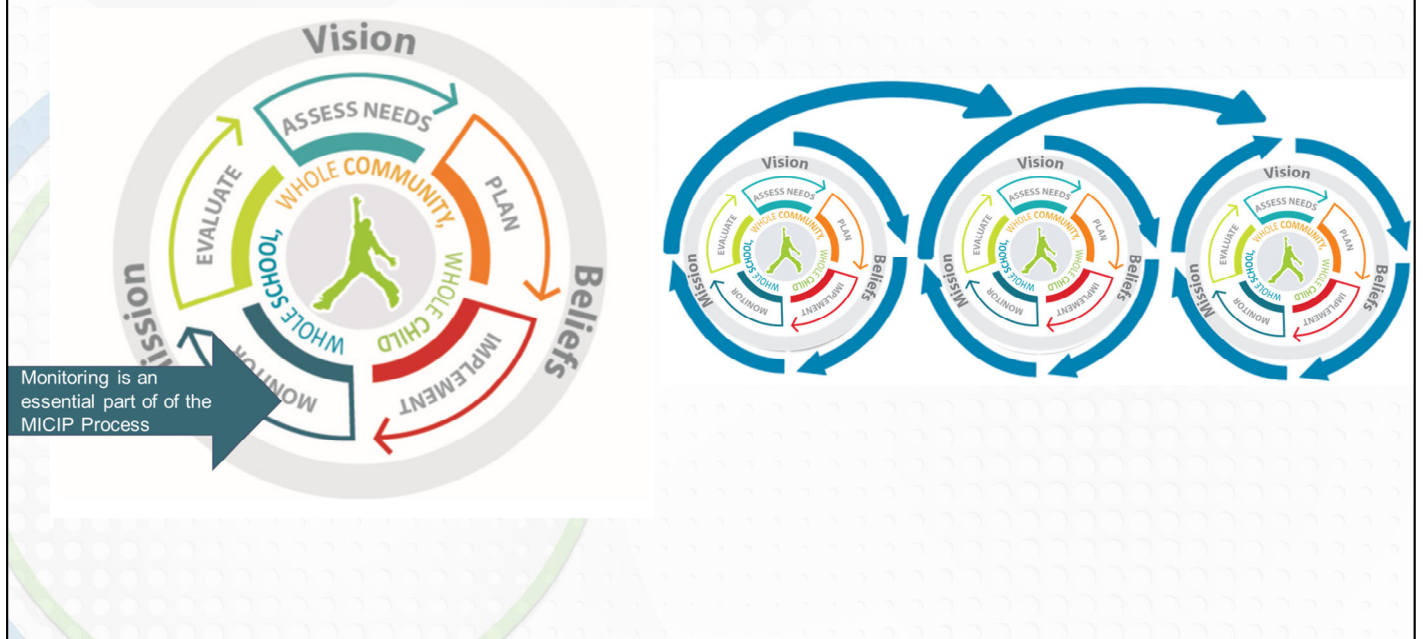 Vision
ASSESS NEEDS
PLAN
IMPLEMENT
MONITOR
EVALUATE
WHOLE SCHOOL,
WHOLE COMMUNITY,
WHOLE CHILD
Beliefs
Monitoring is an
essential part of of the
MICIP Process
Vision
ASSESS NEEDS
PLAN
IMPLEMENT
MONITOR
EVALUATE
WHOLE SCHOOL,
WHOLE COMMUNITY,
WHOLE CHILD
Beliefs
Mission
Vision
ASSESS NEEDS
PLAN
IMPLEMENT
MONITOR
EVALUATE
WHOLE SCHOOL,
WHOLE COMMUNITY,
WHOLE CHILD
Beliefs
Mission
Vision
ASSESS NEEDS
PLAN
IMPLEMENT
MONITOR
EVALUATE
WHOLE SCHOOL,
WHOLE COMMUNITY,
WHOLE CHILD
Beliefs
Mission